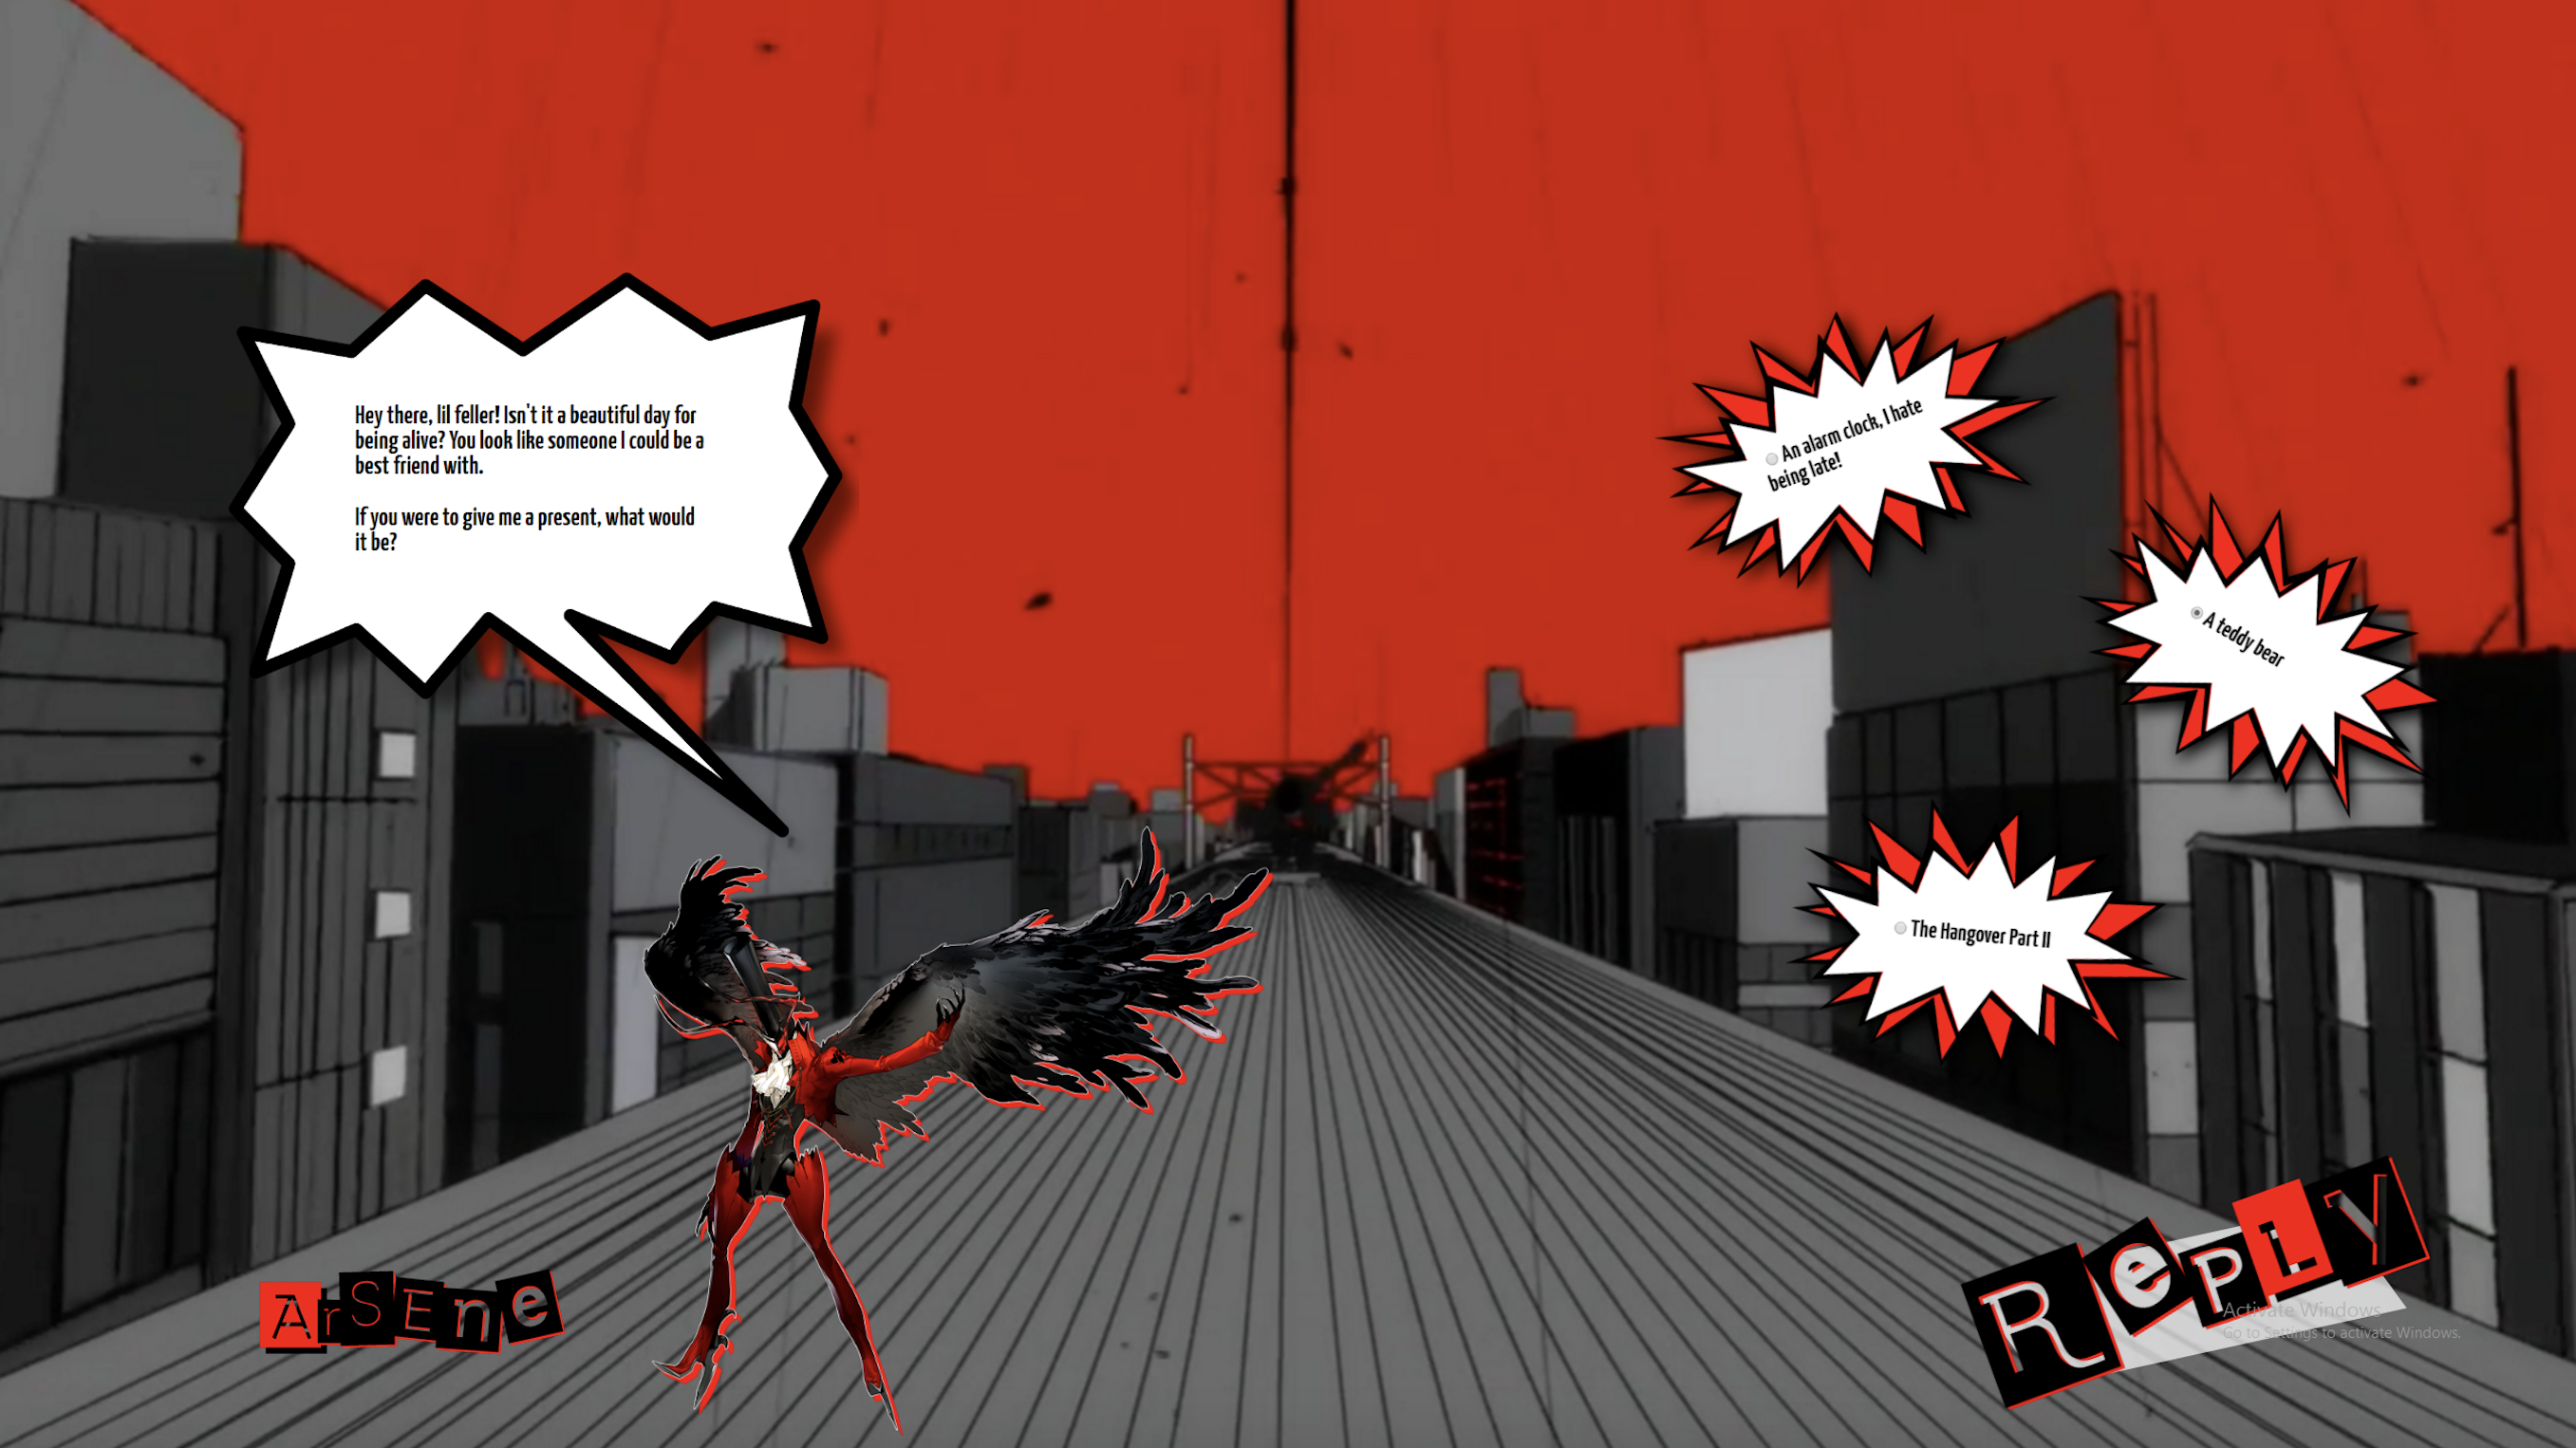 Hey there, lil feller! Isn't it a beautiful day for
being alive? You look like someone I could be a
best friend with.
If you were to give me a present, what would
it be?
An alarm clock, I hate
being late!
A teddy bear
The Hangover Part II
ArSEne
RepLY
Activate Windows
Go to Settings to activate Windows.